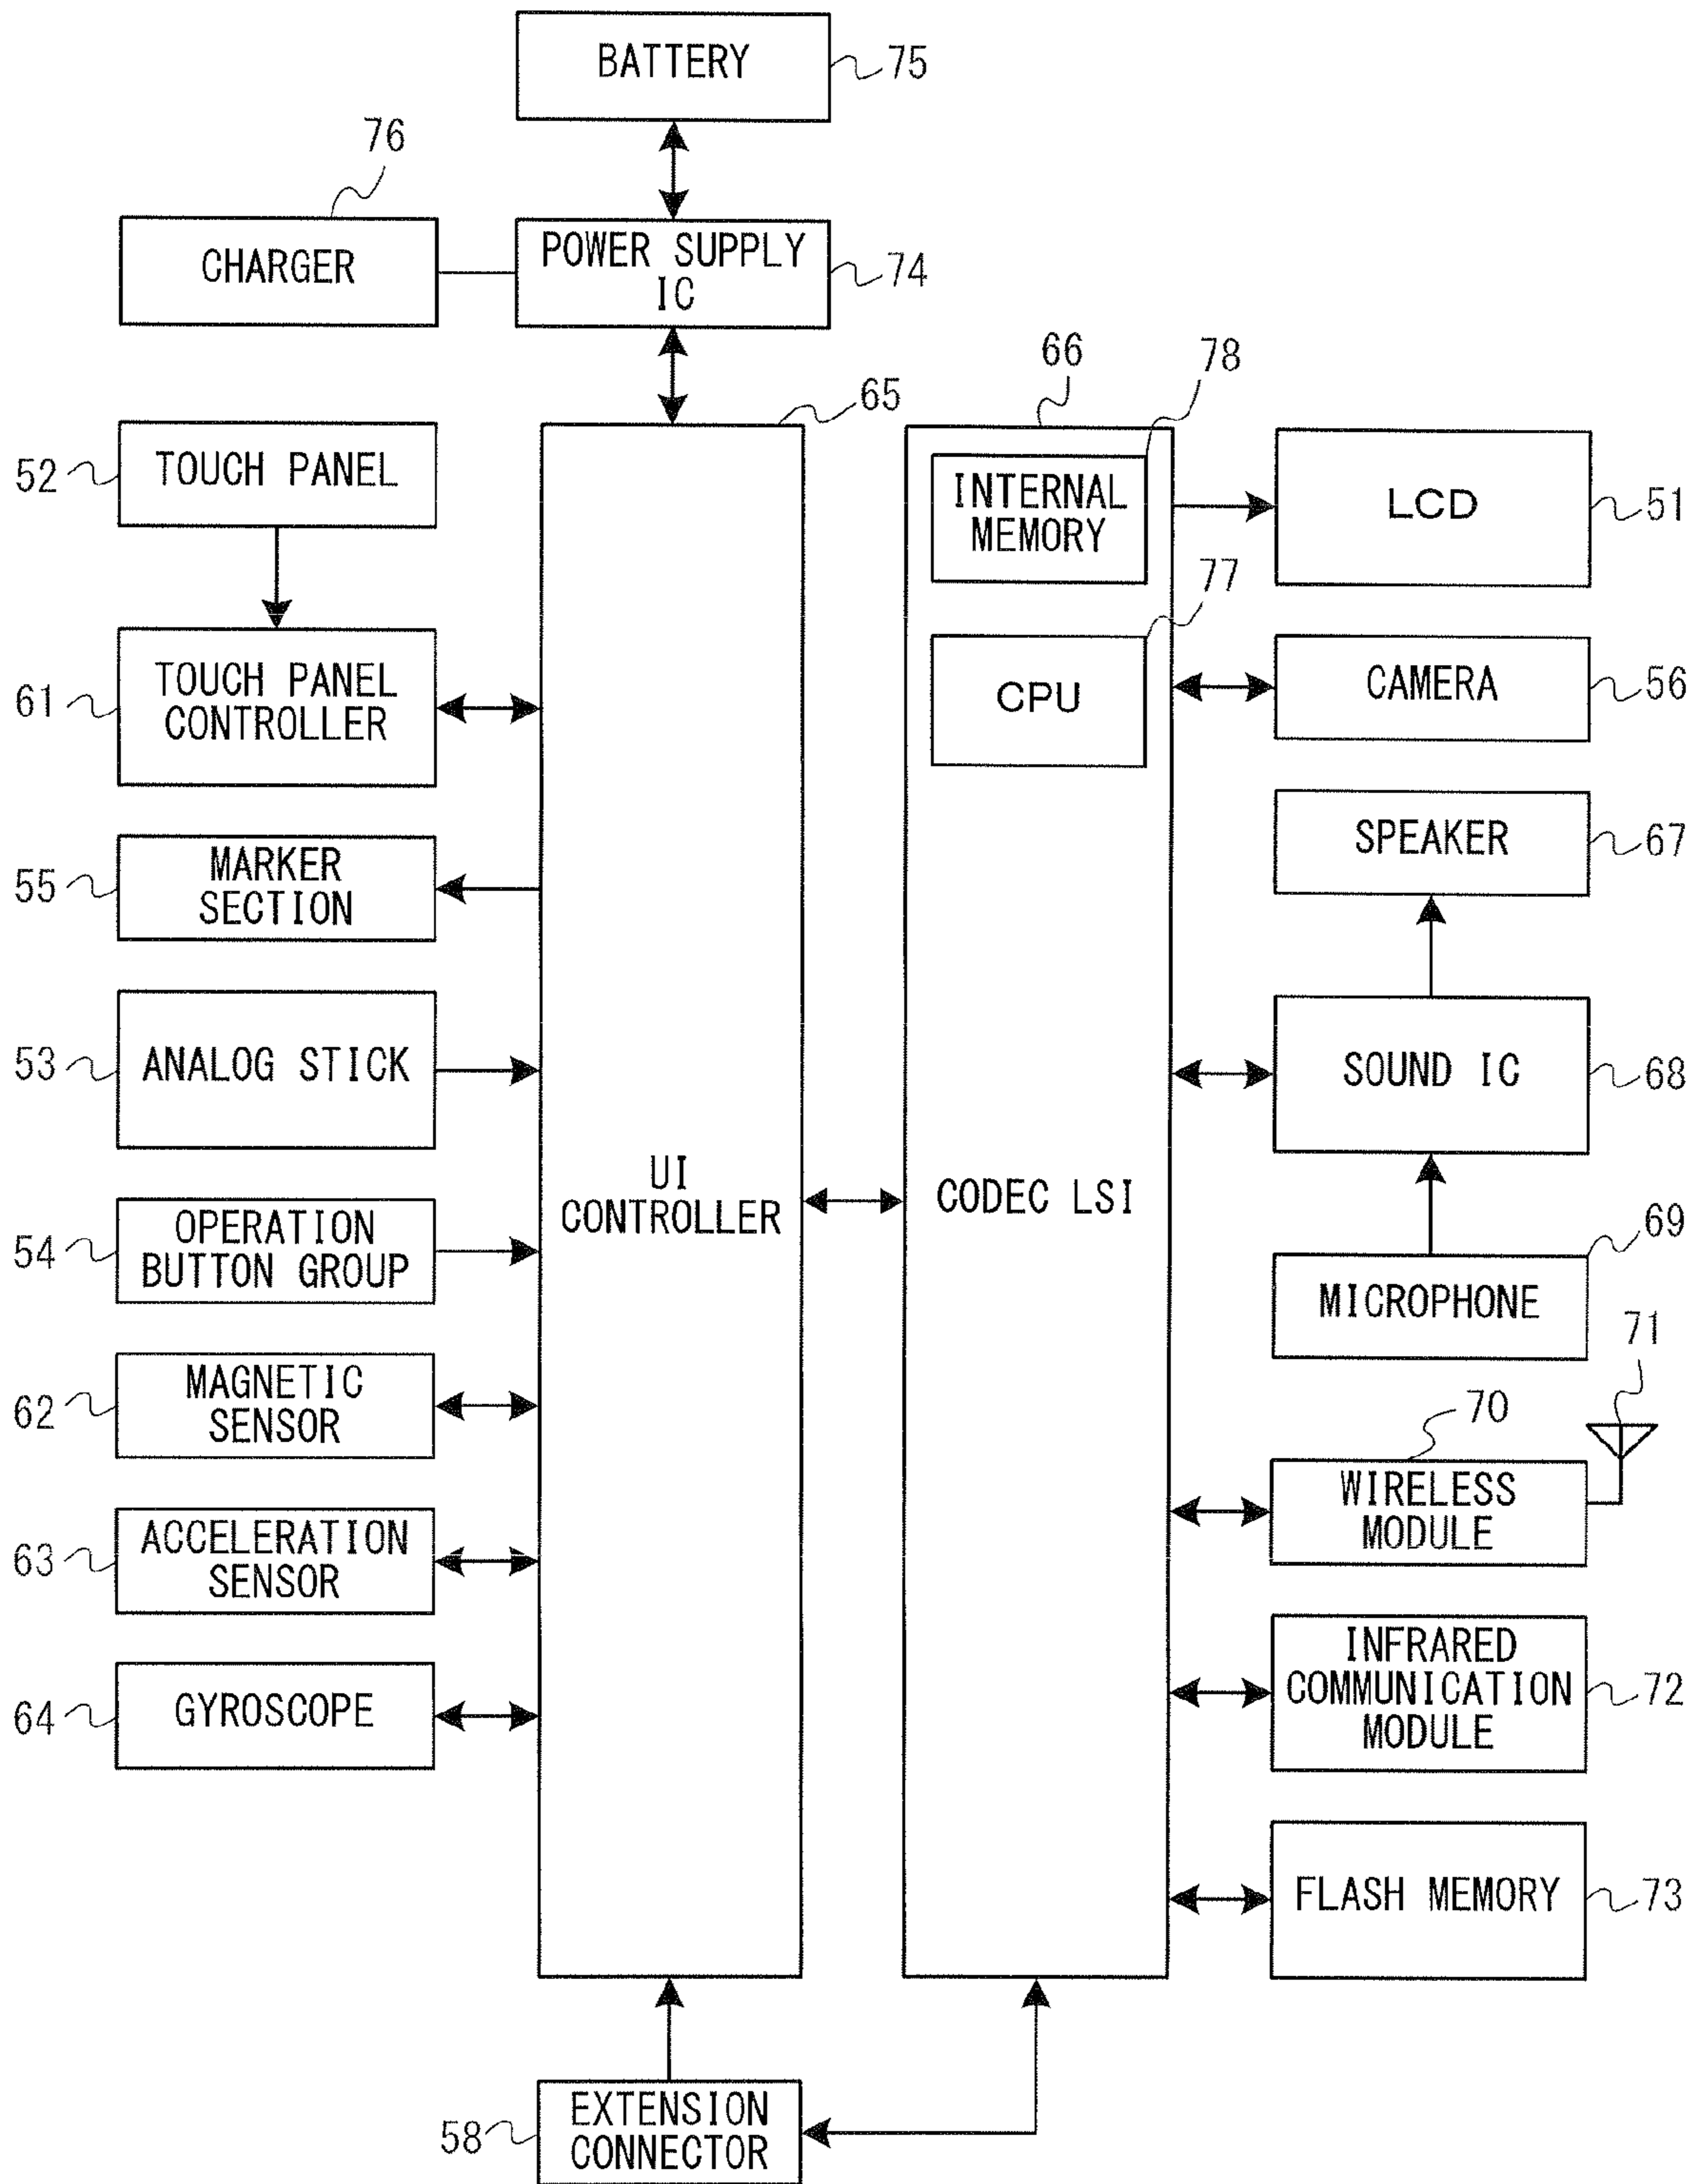 BATTERY
75
76
CHARGER
POWER SUPPLY
IC
74
65
66
78
52
TOUCH PANEL
INTERNAL
MEMORY
LCD
51
77
61
TOUCH PANEL
CONTROLLER
CPU
CAMERA
56
SPEAKER
67
55
MARKER
SECTION
53
ANALOG STICK
SOUND IC
68
UI
CONTROLLER
CODEC LSI
54
OPERATION
BUTTON GROUP
69
MICROPHONE
71
62
MAGNETIC
SENSOR
70
WIRELESS
MODULE
63
ACCELERATION
SENSOR
INFRARED
COMMUNICATION
MODULE
72
64
GYROSCOPE
FLASH MEMORY
73
58
EXTENSION
CONNECTOR